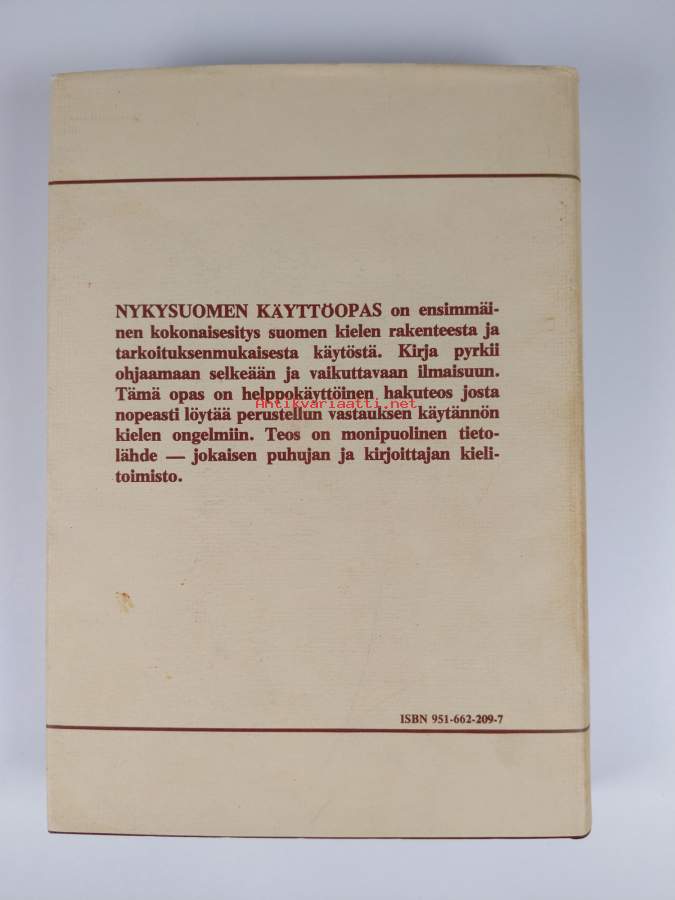 NYKYSUOMEN KÄYTTÖOPAS on ensimmäi-
nen kokonaisesitys suomen kielen rakenteesta ja
tarkoituksenmukaisesta käytöstä. Kirja pyrkii
ohjaamaan selkeään ja vaikuttavaan ilmaisuun.
Tämä opas on helppokäyttöinen hakuteos josta
Antikvariaatti.net
nopeasti löytää perustellun vastauksen käytännön
kielen ongelmiin. Teos on monipuolinen tieto-
lähde — jokaisen puhujan ja kirjoittajan kieli-
toimisto.
ISBN 951-662-209-7